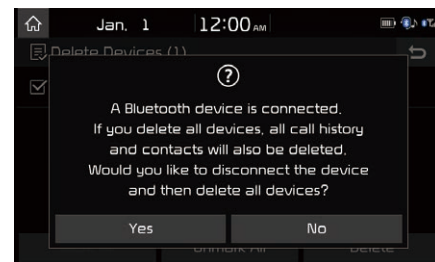 Jan. 1 12:00 AM
Delete Devices (1)
?
A Bluetooth device is connected.
If you delete all devices, all call history
and contacts will also be deleted.
Would you like to disconnect the device
and then delete all devices?
Yes No
Unmark All Delete